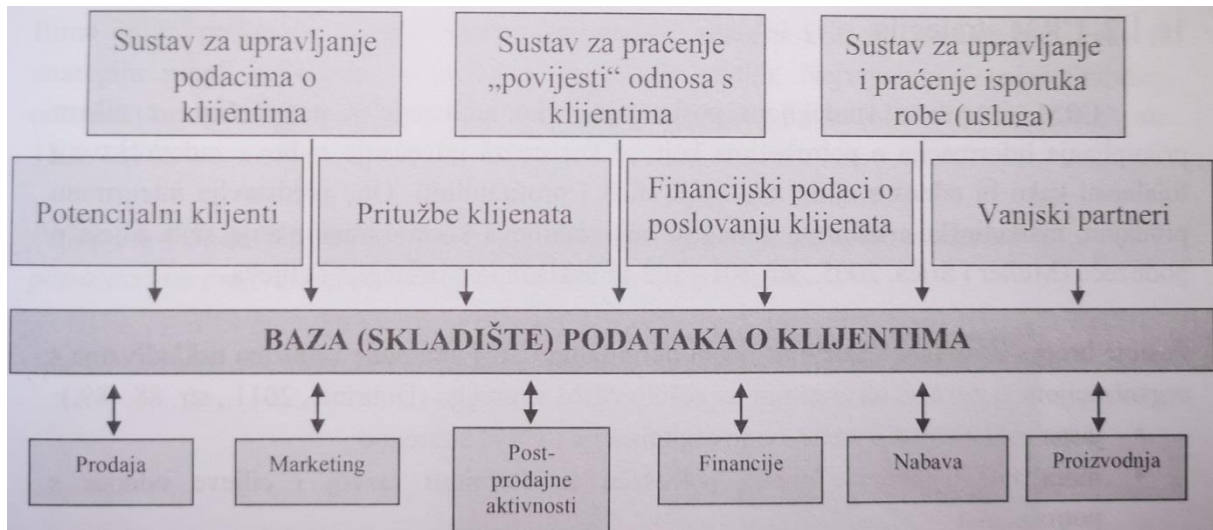 Sustav za upravljanje
podacima o
klijentima
Sustav za praćenje
„povijesti“ odnosa s
klijentima
Sustav za upravljanje
i praćenje isporuka
robe (usluga)
Potencijalni klijenti
Pritužbe klijenata
Financijski podaci o
poslovanju klijenata
Vanjski partneri
BAZA (SKLADIŠTE) PODATAKA O KLIJENTIMA
Prodaja
Marketing
Post-
prodajne
aktivnosti
Financije
Nabava
Proizvodnja